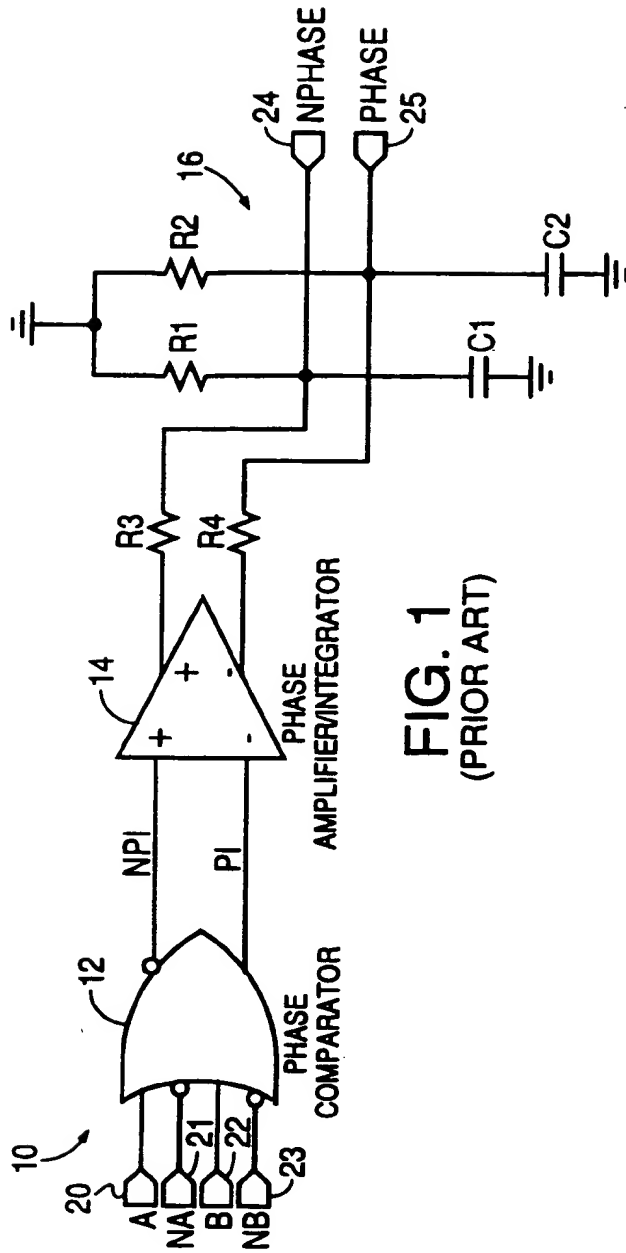 10
20
A
NA
21
B
22
NB
23
12
PHASE
COMPARATOR
NPI
PI
14
+
-
+
-
PHASE
AMPLIFIER/INTEGRATOR
R3
R4
R1
R2
C1
C2
16
24
NPHASE
PHASE
25
FIG. 1
(PRIOR ART)